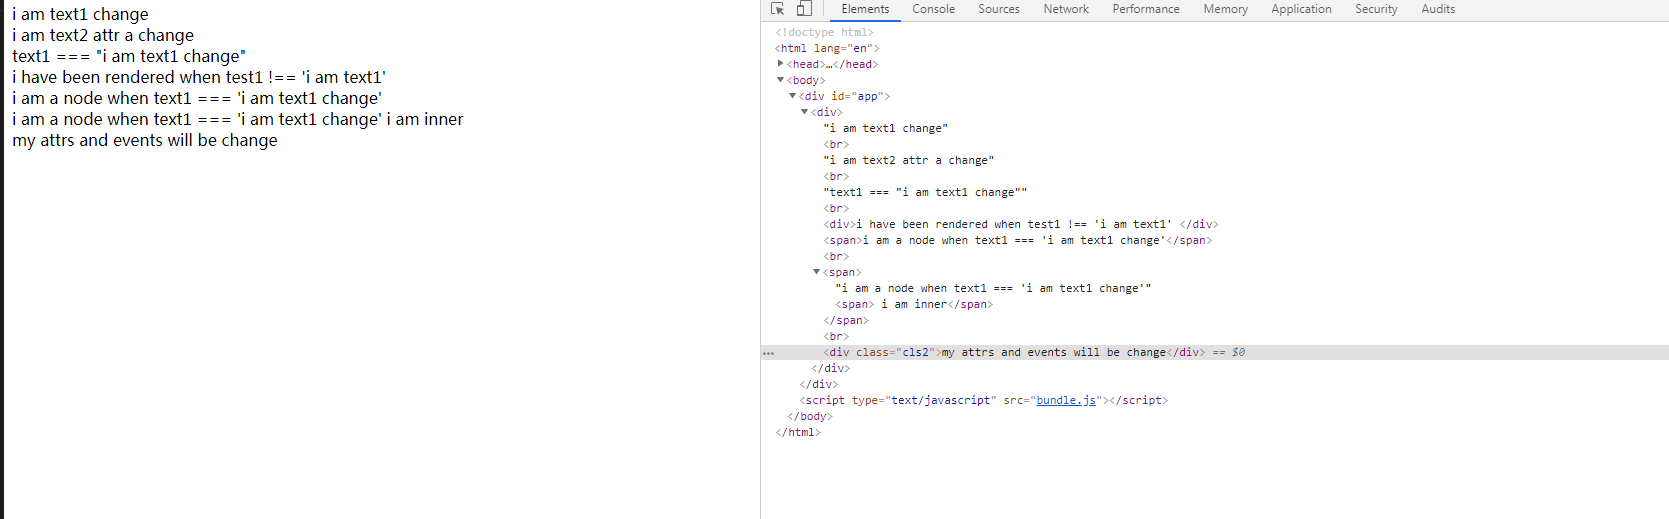 i am text1 change
i am text2 attr a change
text1 === "i am text1 change"
i have been rendered when test1 !== 'i am text1'
i am a node when text1 === 'i am text1 change'
i am a node when text1 === 'i am text1 change' i am inner
my attrs and events will be change
Elements Console Sources Network Performance Memory Application Security Audits
<!doctype html>
<html lang="en">
<head>…</head>
<body>
<div id="app">
<div>
"i am text1 change"
<br>
"i am text2 attr a change"
<br>
"text1 === "i am text1 change""
<br>
<div>i have been rendered when test1 !== 'i am text1' </div>
<span>i am a node when text1 === 'i am text1 change'</span>
<br>
<span>
"i am a node when text1 === 'i am text1 change'"
<span> i am inner</span>
</span>
<br>
<div class="cls2">my attrs and events will be change</div> == $0
</div>
</div>
<script type="text/javascript" src="bundle.js"></script>
</body>
</html>